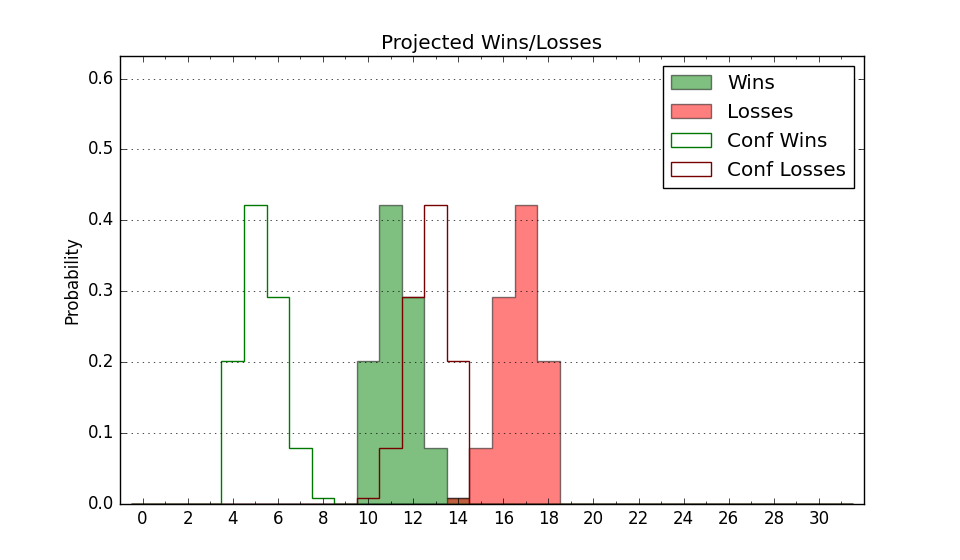 Projected Wins/Losses
Wins
Losses
Conf Wins
Conf Losses
Probability
0.6
0.5
0.4
0.3
0.2
0.1
0.0
0 2 4 6 8 10 12 14 16 18 20 22 24 26 28 30